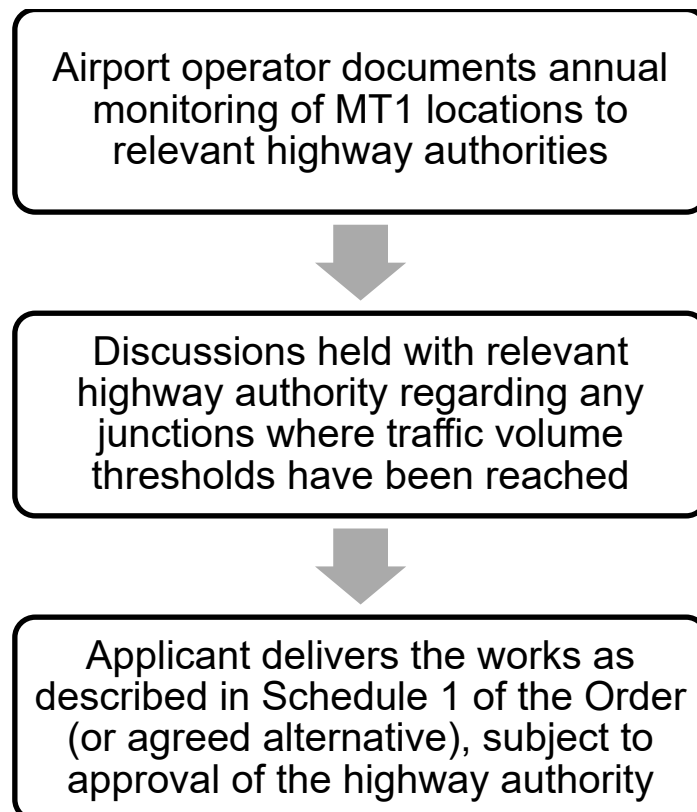 Airport operator documents annual
monitoring of MT1 locations to
relevant highway authorities
Discussions held with relevant
highway authority regarding any
junctions where traffic volume
thresholds have been reached
Applicant delivers the works as
described in Schedule 1 of the Order
(or agreed alternative), subject to
approval of the highway authority